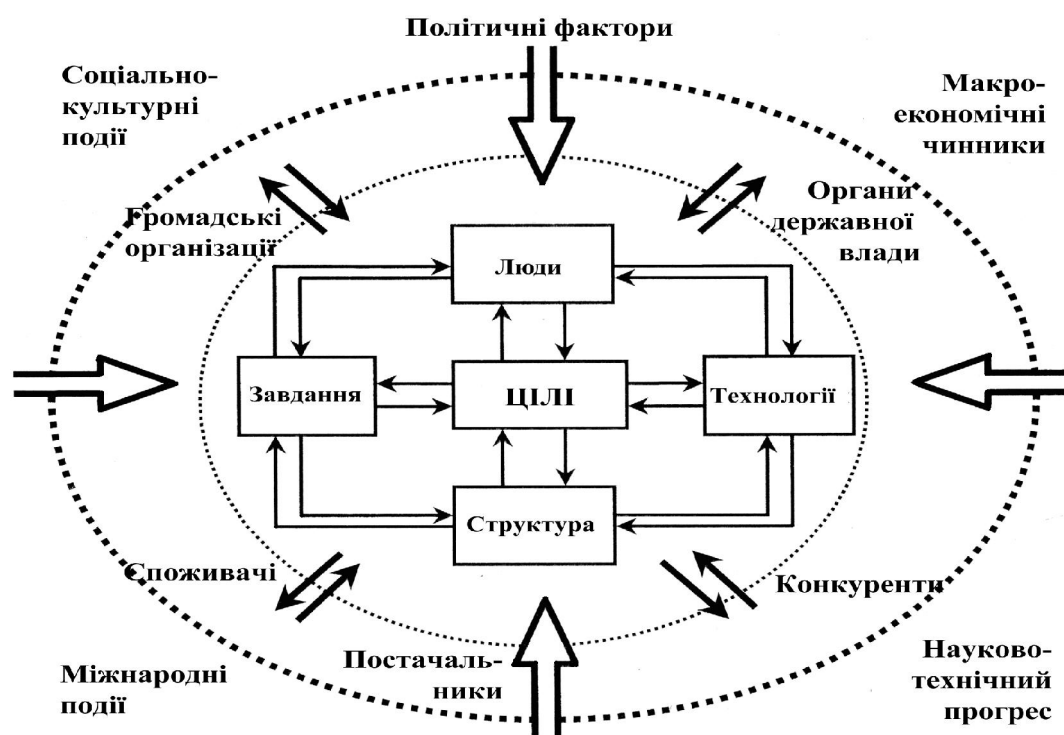 Політичні фактори
Соціально-
культурні
події
Макро-
економічні
чинники
Громадські
організації
Органи
державної
влади
Люди
Завдання
ЦІЛІ
Технології
Структура
Споживачі
Конкуренти
Постачаль-
ники
Міжнародні
події
Науково-
технічний
прогрес